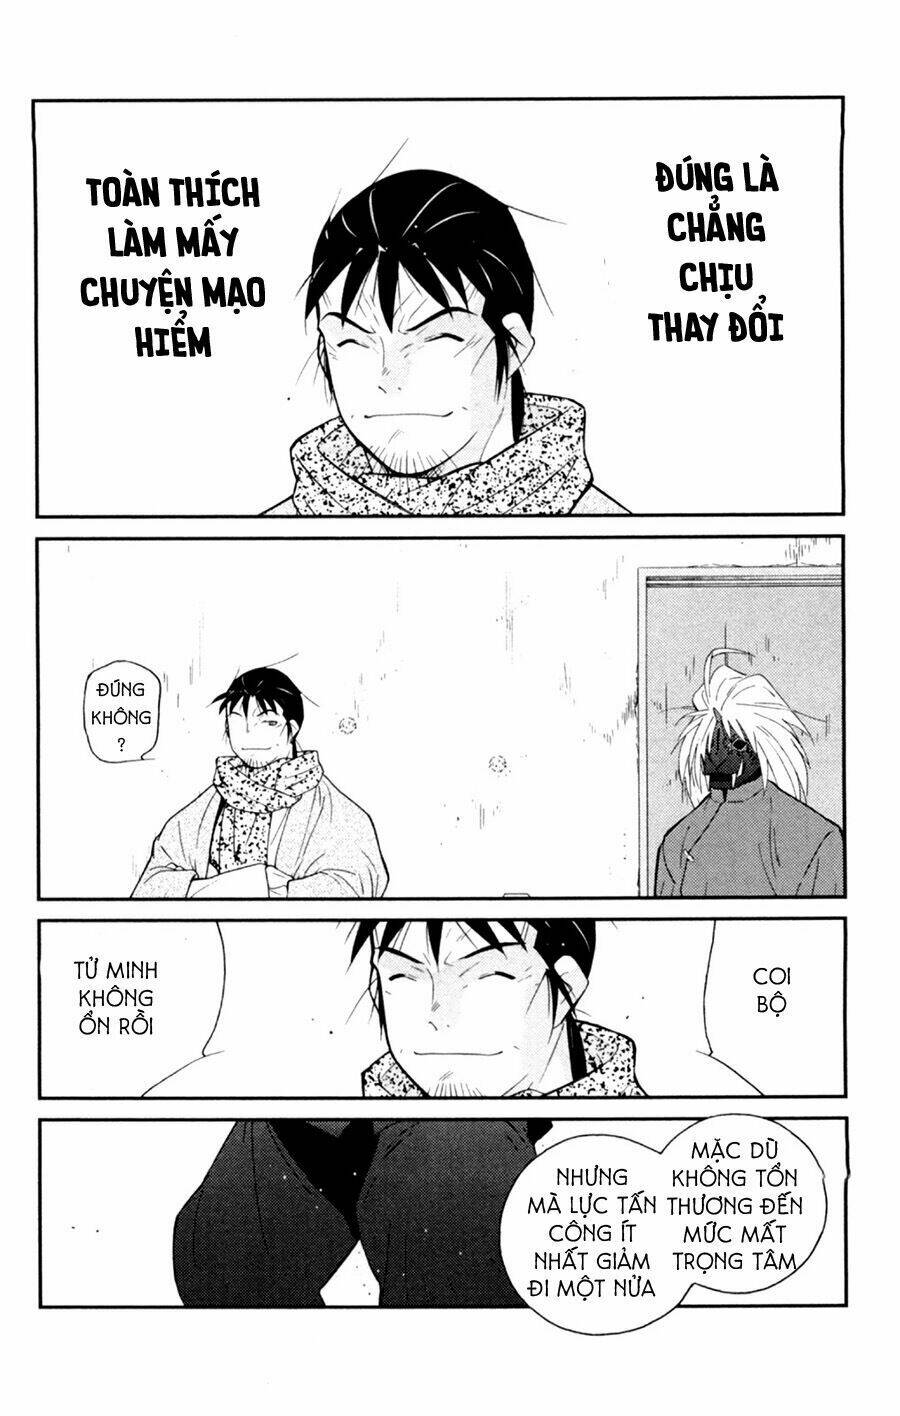 ĐÚNG LÀ
CHẲNG
CHỊU
THAY ĐỔI
TOÀN THÍCH
LÀM MẤY
CHUYỆN MẠO
HIỂM
ĐÚNG
KHÔNG
?
COI
BỘ
TỬ MINH
KHÔNG
ỔN RỒI
MẶC DÙ
KHÔNG TỔN
THƯƠNG ĐẾN
MỨC MẤT
TRỌNG TÂM
NHƯNG
MÀ LỰC TẤN
CÔNG ÍT
NHẤT GIẢM
ĐI MỘT NỬA